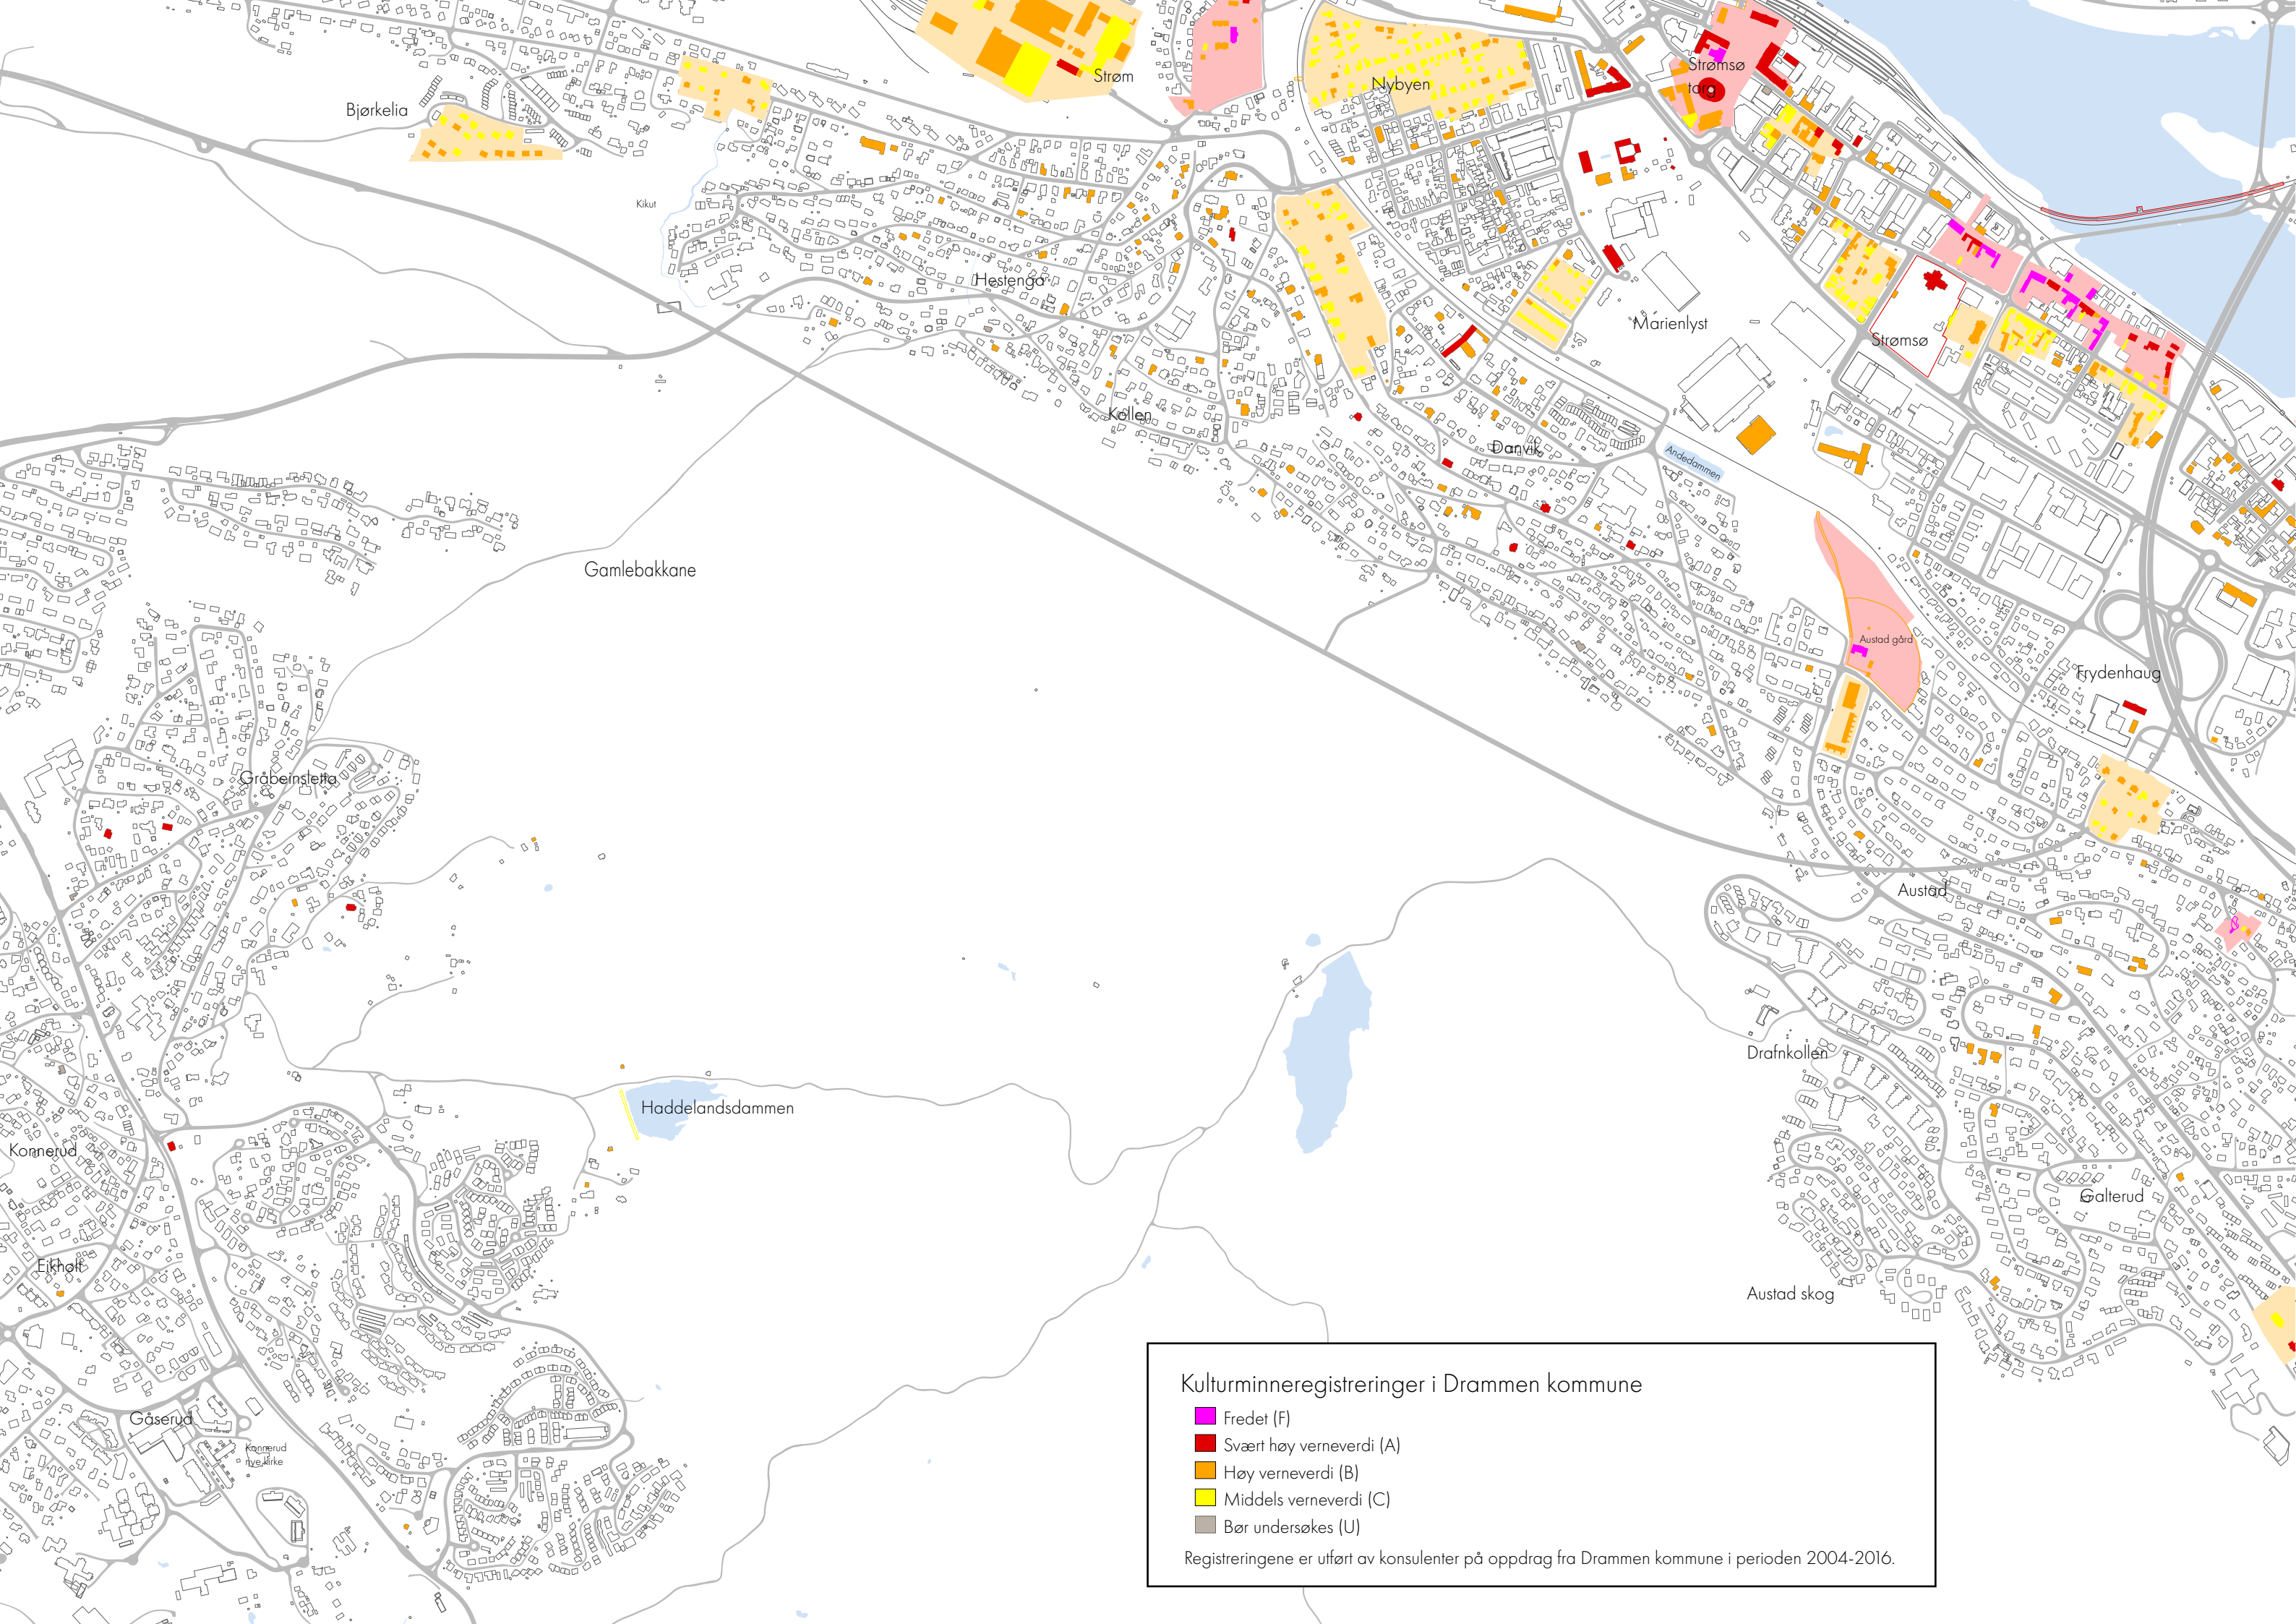 Strøm
Nybyen
Strømsø
torg
Bjørkelia
Kikut
Hestenga
Marienlyst
Strømsø
Kollen
Danvik
Andedammen
Gamlebakkane
Austad gård
Frydenhaug
Gråbeinsletta
Austad
Drafnkollen
Haddelandsdammen
Konnerud
Galterud
Eikholt
Austad skog
Gåserud
Konnerud
nye kirke
Kulturminneregistreringer i Drammen kommune
Fredet (F)
Svært høy verneverdi (A)
Høy verneverdi (B)
Middels verneverdi (C)
Bør undersøkes (U)
Registreringene er utført av konsulenter på oppdrag fra Drammen kommune i perioden 2004-2016.